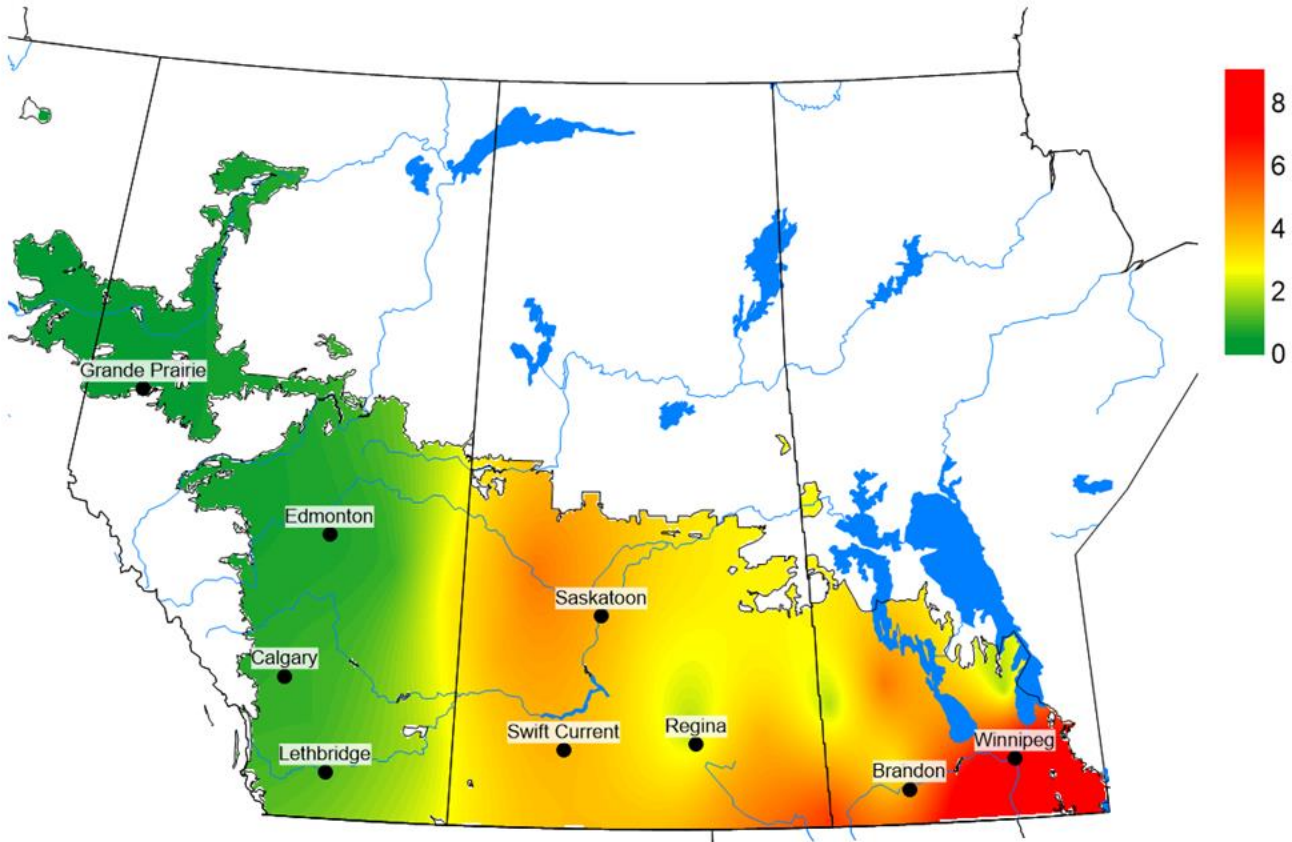 8
6
4
2
0
Grande Prairie
Edmonton
Saskatoon
Calgary
Swift Current
Regina
Lethbridge
Winnipeg
Brandon